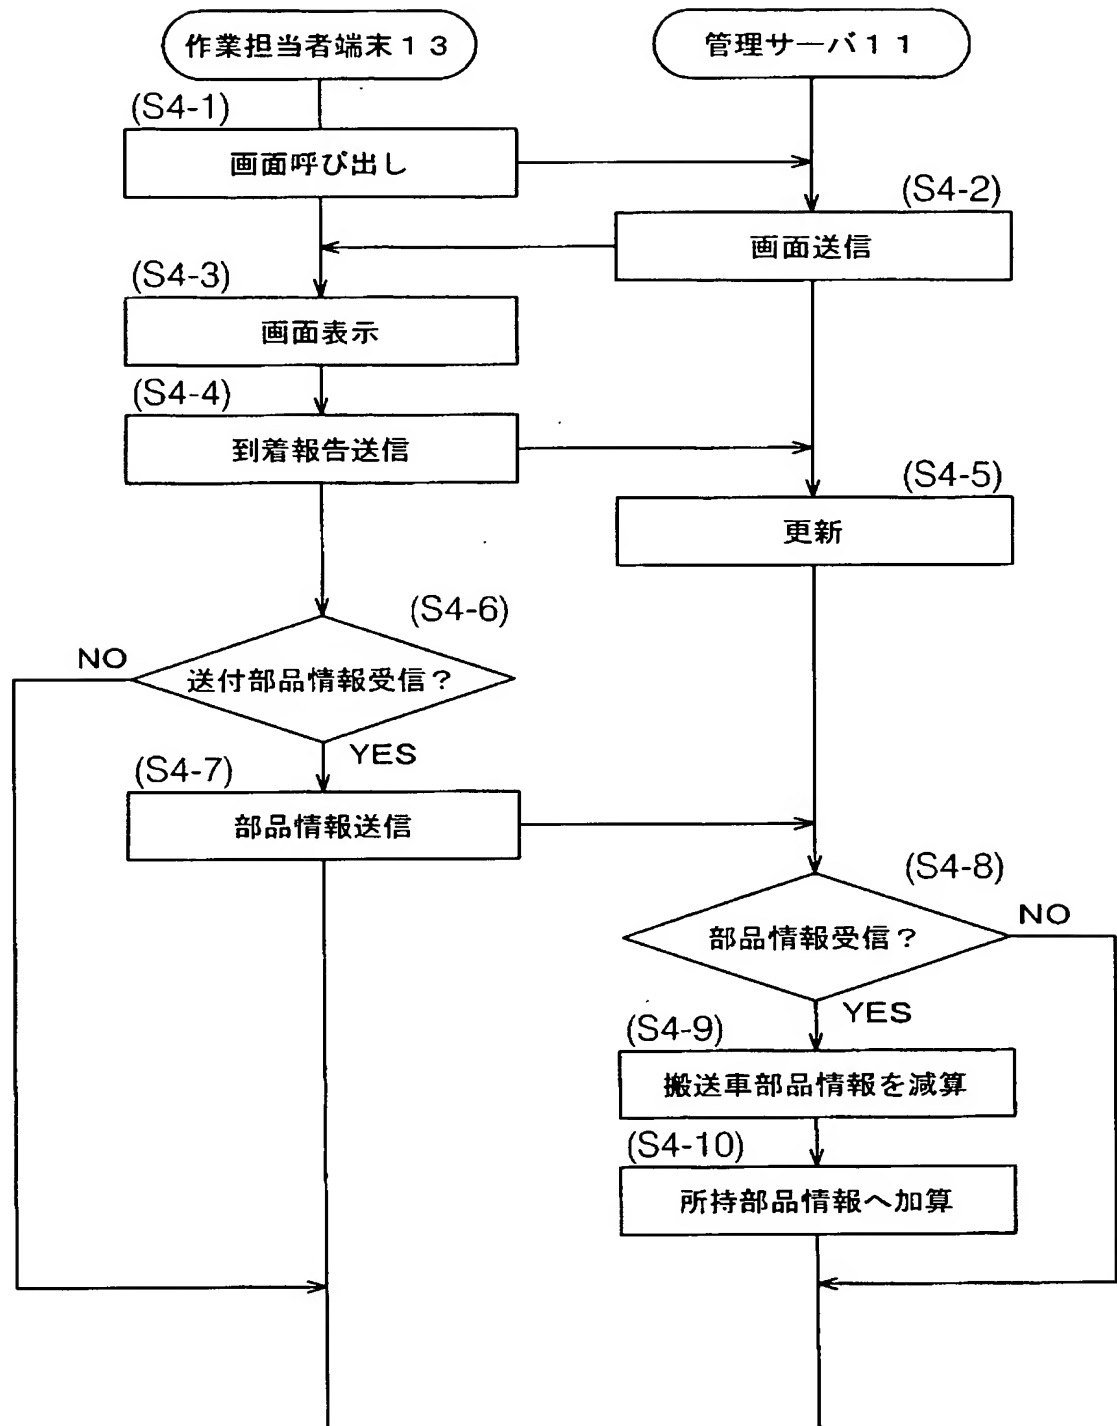 作業担当者端末13
管理サーバ11
(S4-1)
画面呼び出し
(S4-2)
画面送信
(S4-3)
画面表示
(S4-4)
到着報告送信
(S4-5)
更新
(S4-6)
NO
送付部品情報受信?
YES
(S4-7)
部品情報送信
(S4-8)
NO
部品情報受信?
YES
(S4-9)
搬送車部品情報を減算
(S4-10)
所持部品情報へ加算